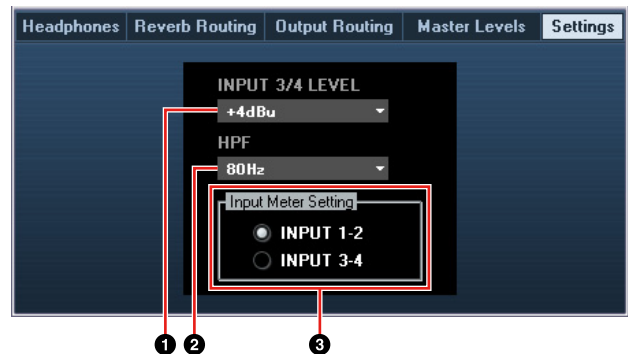 Headphones Reverb Routing Output Routing Master Levels Settings
INPUT 3/4 LEVEL
+4dBu
HPF
80Hz
Input Meter Setting
INPUT 1-2
INPUT 3-4
1 2 3